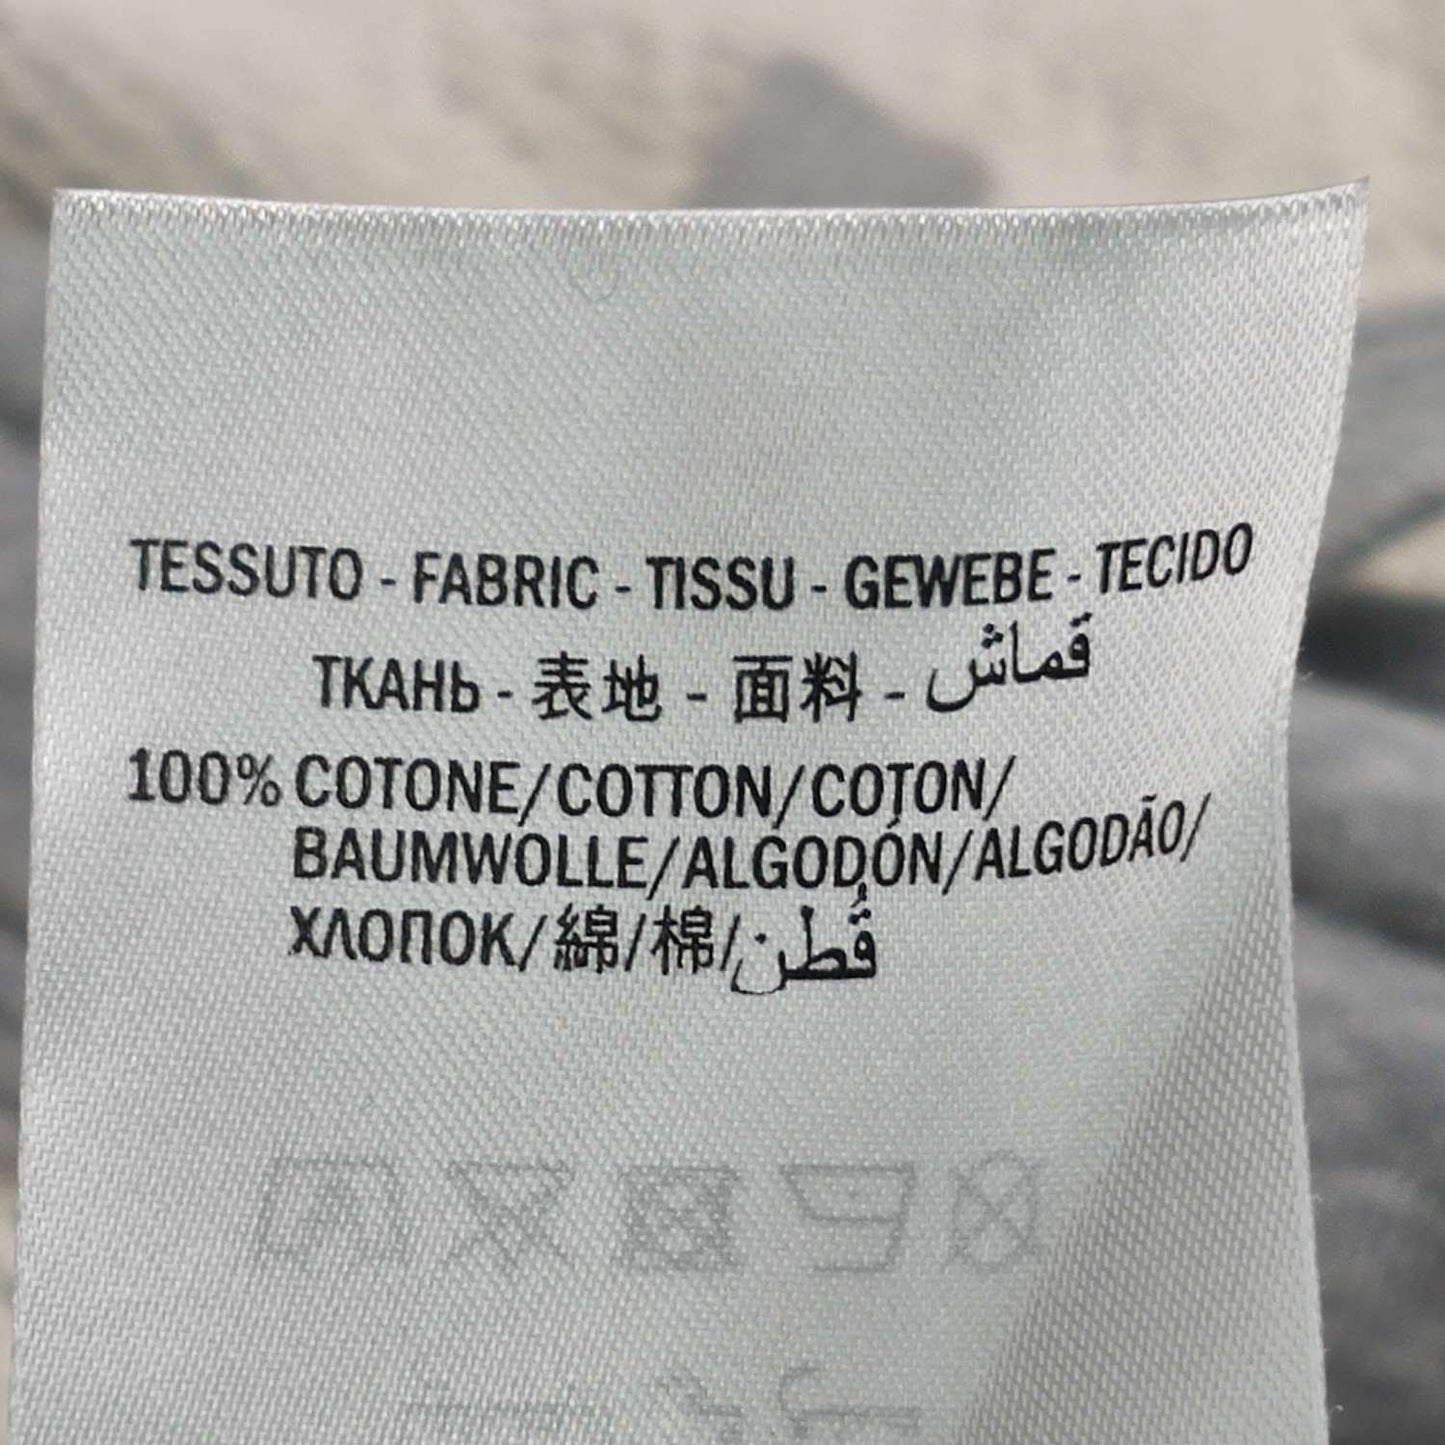 TESSUTO - FABRIC - TISSU - GEWEBE - TECIDO
ТКАНЬ - 表地 - 面料 - قماش
100% COTONE/COTTON/COTON/
BAUMWOLLE/ALGODÓN/ALGODÃO/
ХЛОПОК/綿/棉/قُطن